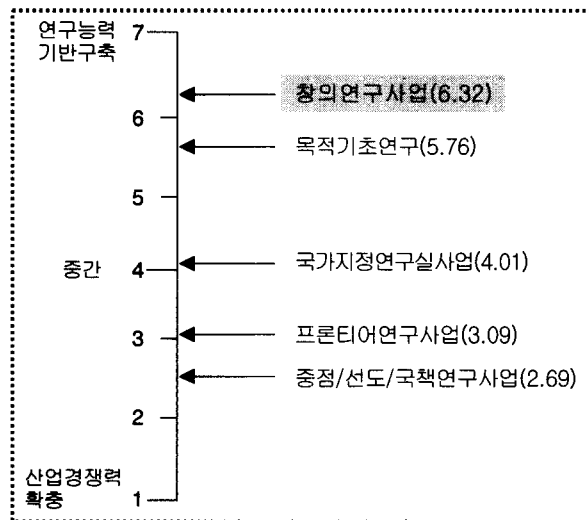 연구능력
기반구축
7
창의연구사업(6.32)
6
목적기초연구(5.76)
5
중간
4
국가지정연구실사업(4.01)
3
프론티어연구사업(3.09)
중점/선도/국책연구사업(2.69)
2
산업경쟁력
확충
1